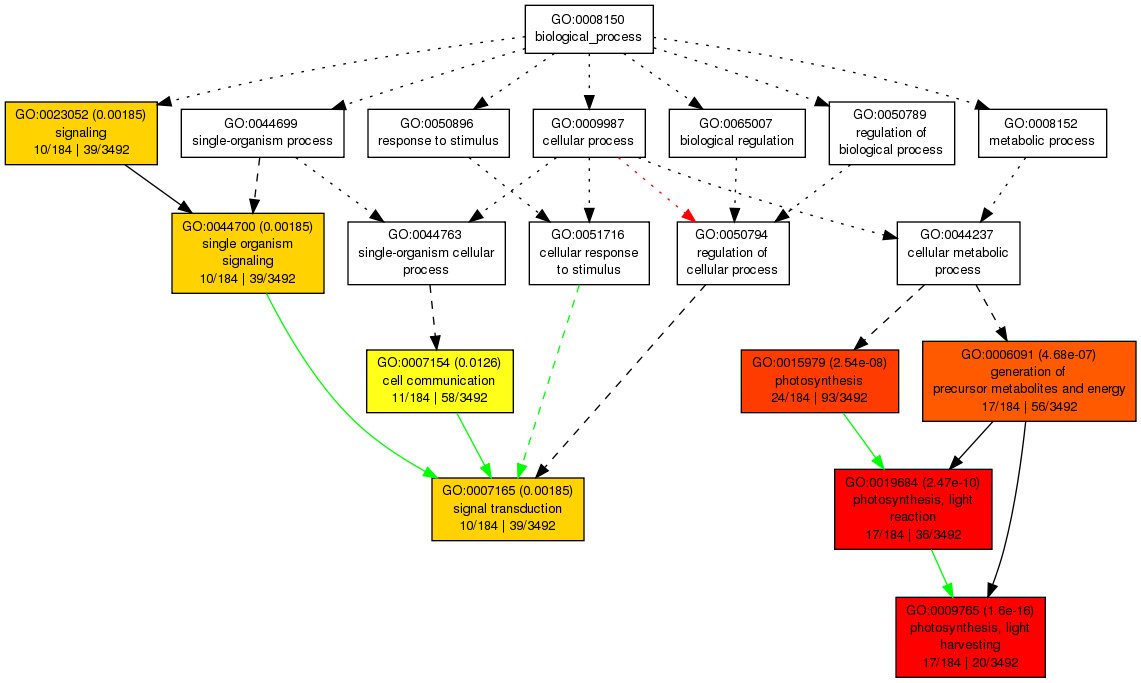 GO:0008150
biological_process
GO:0023052 (0.00185)
signaling
10/184 | 39/3492
GO:0044699
single-organism process
GO:0050896
response to stimulus
GO:0009987
cellular process
GO:0065007
biological regulation
GO:0050789
regulation of
biological process
GO:0008152
metabolic process
GO:0044700 (0.00185)
single organism
signaling
10/184 | 39/3492
GO:0044763
single-organism cellular
process
GO:0051716
cellular response
to stimulus
GO:0050794
regulation of
cellular process
GO:0044237
cellular metabolic
process
GO:0007154 (0.0126)
cell communication
11/184 | 58/3492
GO:0015979 (2.54e-08)
photosynthesis
24/184 | 93/3492
GO:0006091 (4.68e-07)
generation of
precursor metabolites and energy
17/184 | 56/3492
GO:0007165 (0.00185)
signal transduction
10/184 | 39/3492
GO:0019684 (2.47e-10)
photosynthesis, light
reaction
17/184 | 36/3492
GO:0009765 (1.6e-16)
photosynthesis, light
harvesting
17/184 | 20/3492